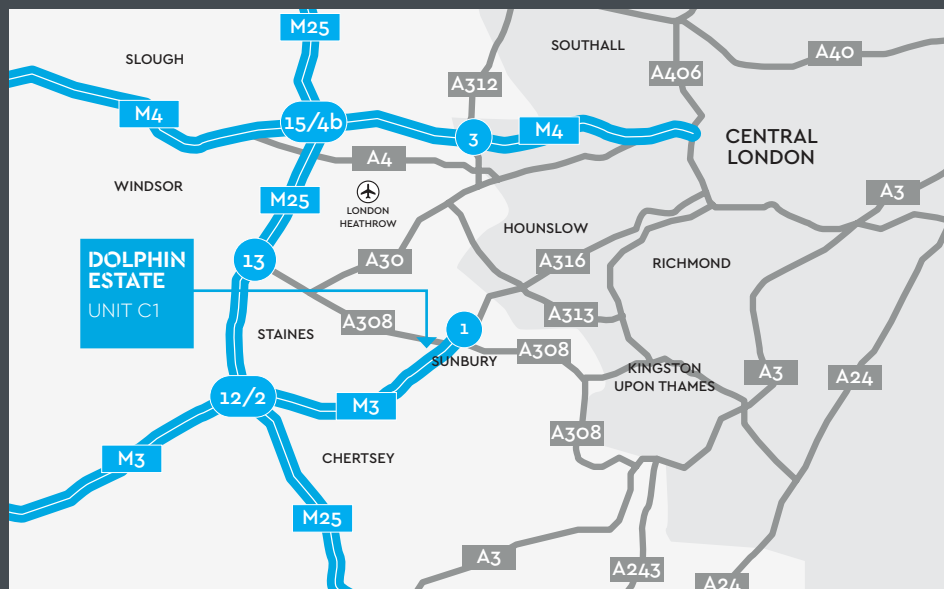 M25
SLOUGH
SOUTHALL
A40
A406
A312
M4
15/4b
3
M4
CENTRAL
LONDON
A4
WINDSOR
M25
LONDON
HEATHROW
A3
HOUNSLOW
DOLPHIN
ESTATE
UNIT C1
13
A30
A316
RICHMOND
A313
A308
1
STAINES
SUNBURY
A308
KINGSTON
UPON THAMES
A3
A24
12/2
M3
A308
M3
CHERTSEY
M25
A3
A243
A24